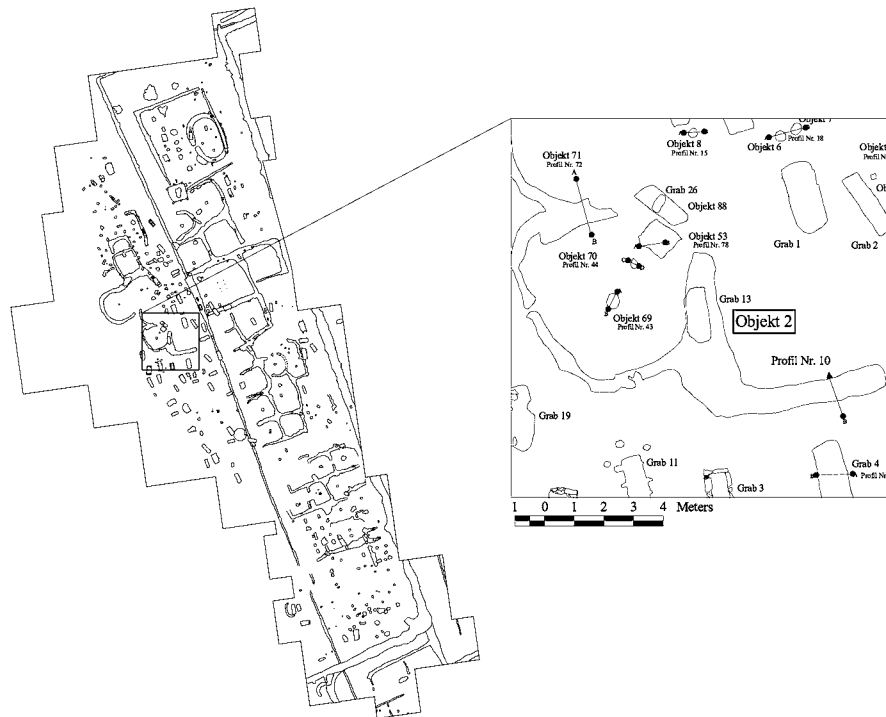 Objekt 7
Objekt 8
Profil Nr. 15
Objekt 6
Profil Nr. 38
Objekt 71
Profil Nr. 72
A
B
Grab 26
Objekt 88
Objekt 53
Profil Nr. 78
Objekt 70
Profil Nr. 44
Objekt 69
Profil Nr. 43
Grab 1
Grab 2
Grab 13
Objekt 2
Profil Nr. 10
A
B
Grab 19
Grab 11
Grab 3
Grab 4
1 0 1 2 3 4 Meters